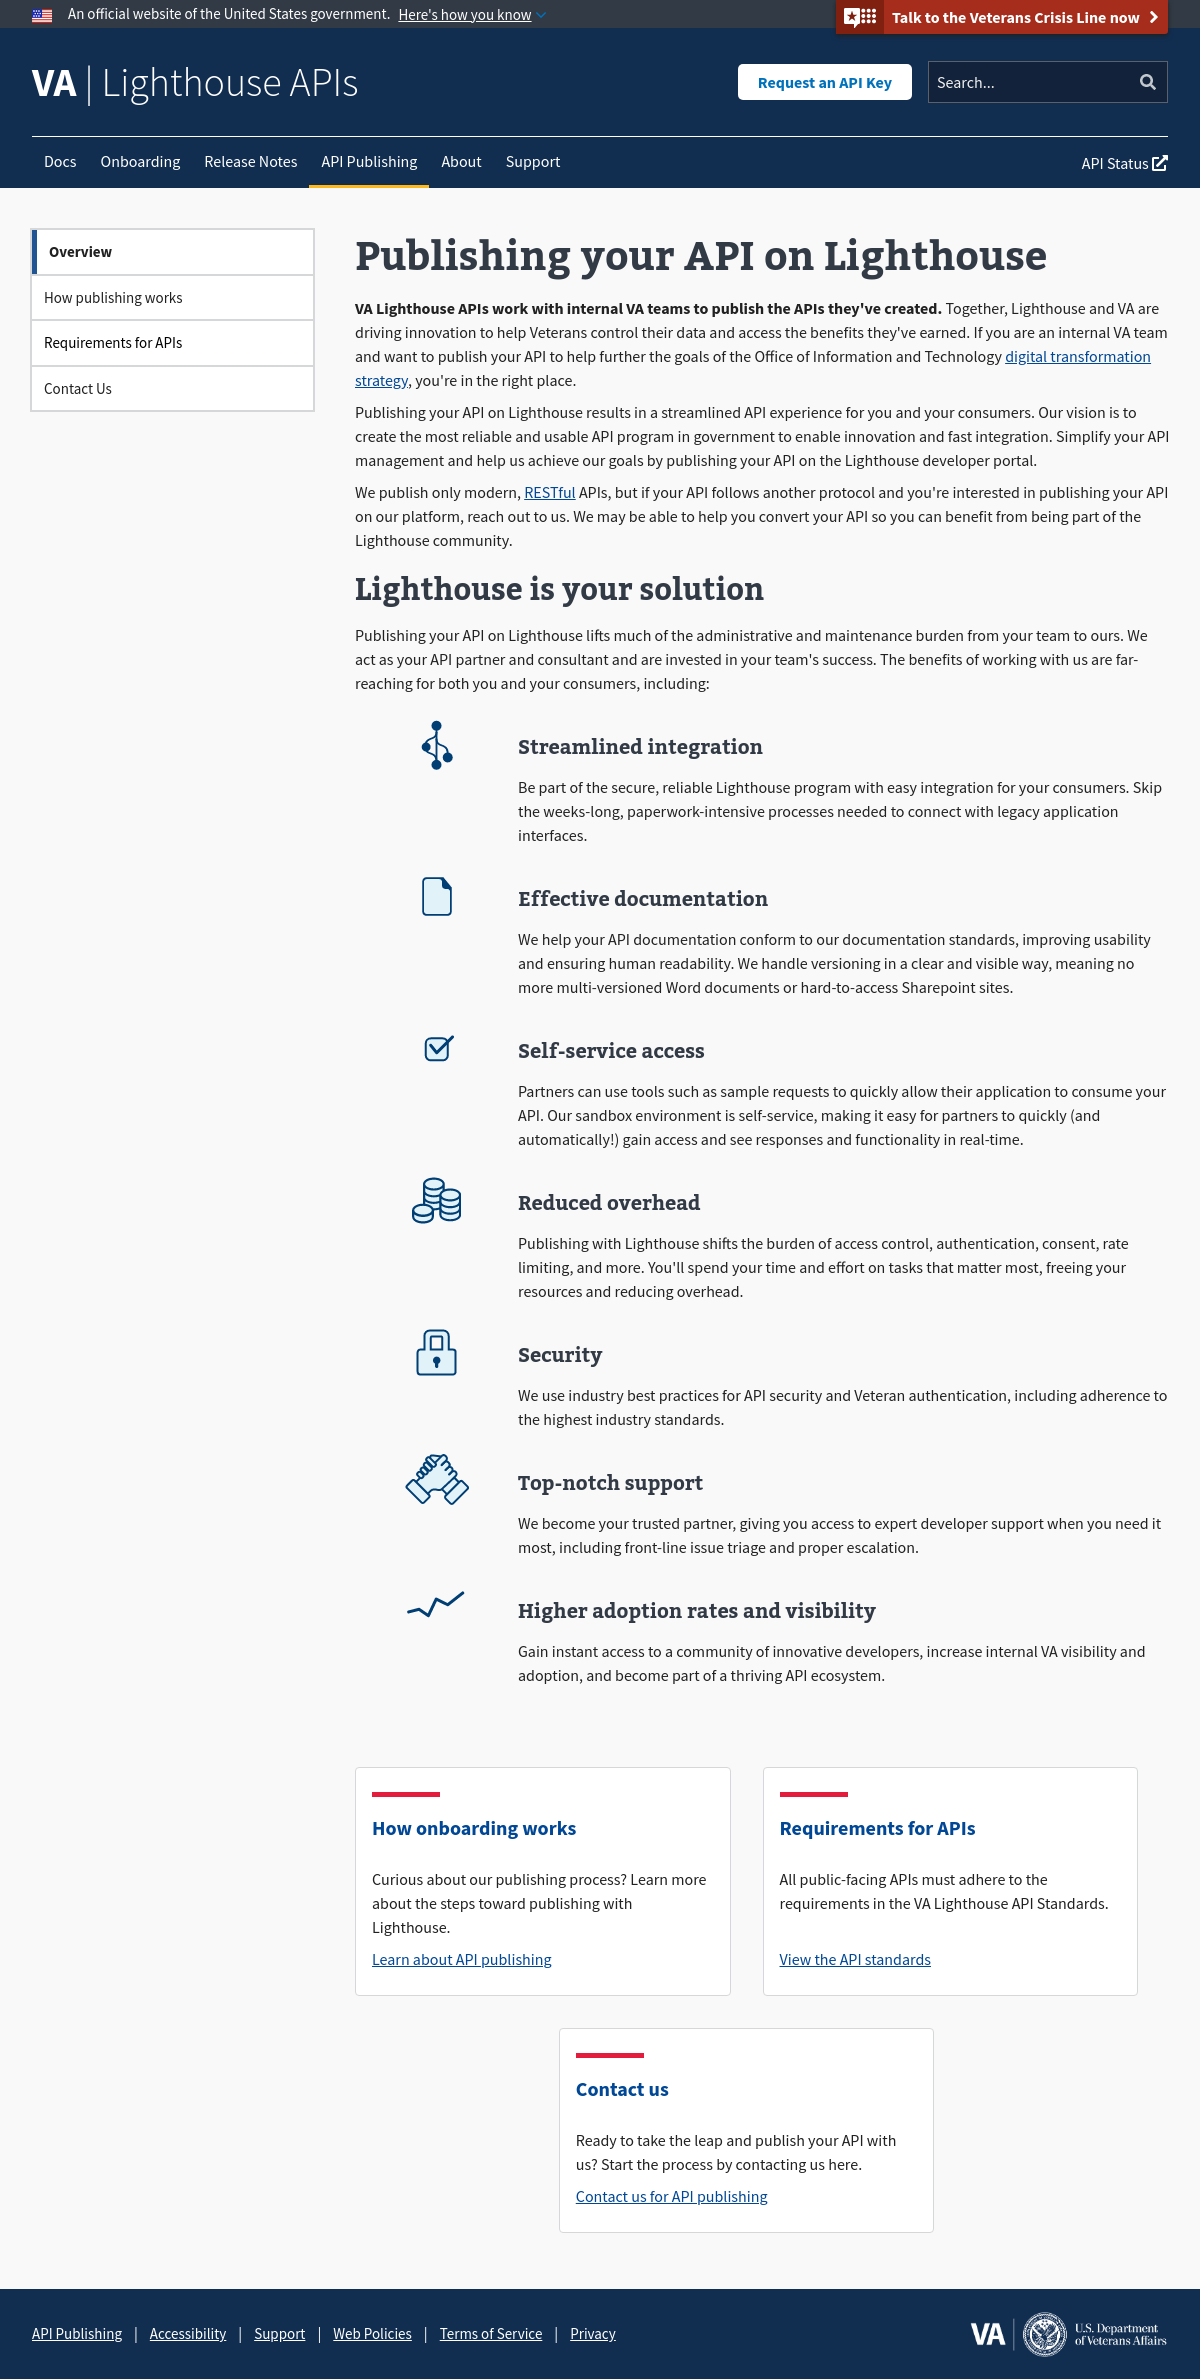 An official website of the United States government. Here's how you know
Talk to the Veterans Crisis Line now
VA | Lighthouse APIs
Request an API Key
Search...
Docs Onboarding Release Notes API Publishing About Support
API Status
Overview
How publishing works
Requirements for APIs
Contact Us
Publishing your API on Lighthouse
VA Lighthouse APIs work with internal VA teams to publish the APIs they've created. Together, Lighthouse and VA are
driving innovation to help Veterans control their data and access the benefits they've earned. If you are an internal VA team
and want to publish your API to help further the goals of the Office of Information and Technology digital transformation
strategy, you're in the right place.
Publishing your API on Lighthouse results in a streamlined API experience for you and your consumers. Our vision is to
create the most reliable and usable API program in government to enable innovation and fast integration. Simplify your API
management and help us achieve our goals by publishing your API on the Lighthouse developer portal.
We publish only modern, RESTful APIs, but if your API follows another protocol and you're interested in publishing your API
on our platform, reach out to us. We may be able to help you convert your API so you can benefit from being part of the
Lighthouse community.
Lighthouse is your solution
Publishing your API on Lighthouse lifts much of the administrative and maintenance burden from your team to ours. We
act as your API partner and consultant and are invested in your team's success. The benefits of working with us are far-
reaching for both you and your consumers, including:
Streamlined integration
Be part of the secure, reliable Lighthouse program with easy integration for your consumers. Skip
the weeks-long, paperwork-intensive processes needed to connect with legacy application
interfaces.
Effective documentation
We help your API documentation conform to our documentation standards, improving usability
and ensuring human readability. We handle versioning in a clear and visible way, meaning no
more multi-versioned Word documents or hard-to-access Sharepoint sites.
Self-service access
Partners can use tools such as sample requests to quickly allow their application to consume your
API. Our sandbox environment is self-service, making it easy for partners to quickly (and
automatically!) gain access and see responses and functionality in real-time.
Reduced overhead
Publishing with Lighthouse shifts the burden of access control, authentication, consent, rate
limiting, and more. You'll spend your time and effort on tasks that matter most, freeing your
resources and reducing overhead.
Security
We use industry best practices for API security and Veteran authentication, including adherence to
the highest industry standards.
Top-notch support
We become your trusted partner, giving you access to expert developer support when you need it
most, including front-line issue triage and proper escalation.
Higher adoption rates and visibility
Gain instant access to a community of innovative developers, increase internal VA visibility and
adoption, and become part of a thriving API ecosystem.
How onboarding works
Curious about our publishing process? Learn more
about the steps toward publishing with
Lighthouse.
Learn about API publishing
Requirements for APIs
All public-facing APIs must adhere to the
requirements in the VA Lighthouse API Standards.
View the API standards
Contact us
Ready to take the leap and publish your API with
us? Start the process by contacting us here.
Contact us for API publishing
API Publishing | Accessibility | Support | Web Policies | Terms of Service | Privacy
VA | U.S. Department
of Veterans Affairs